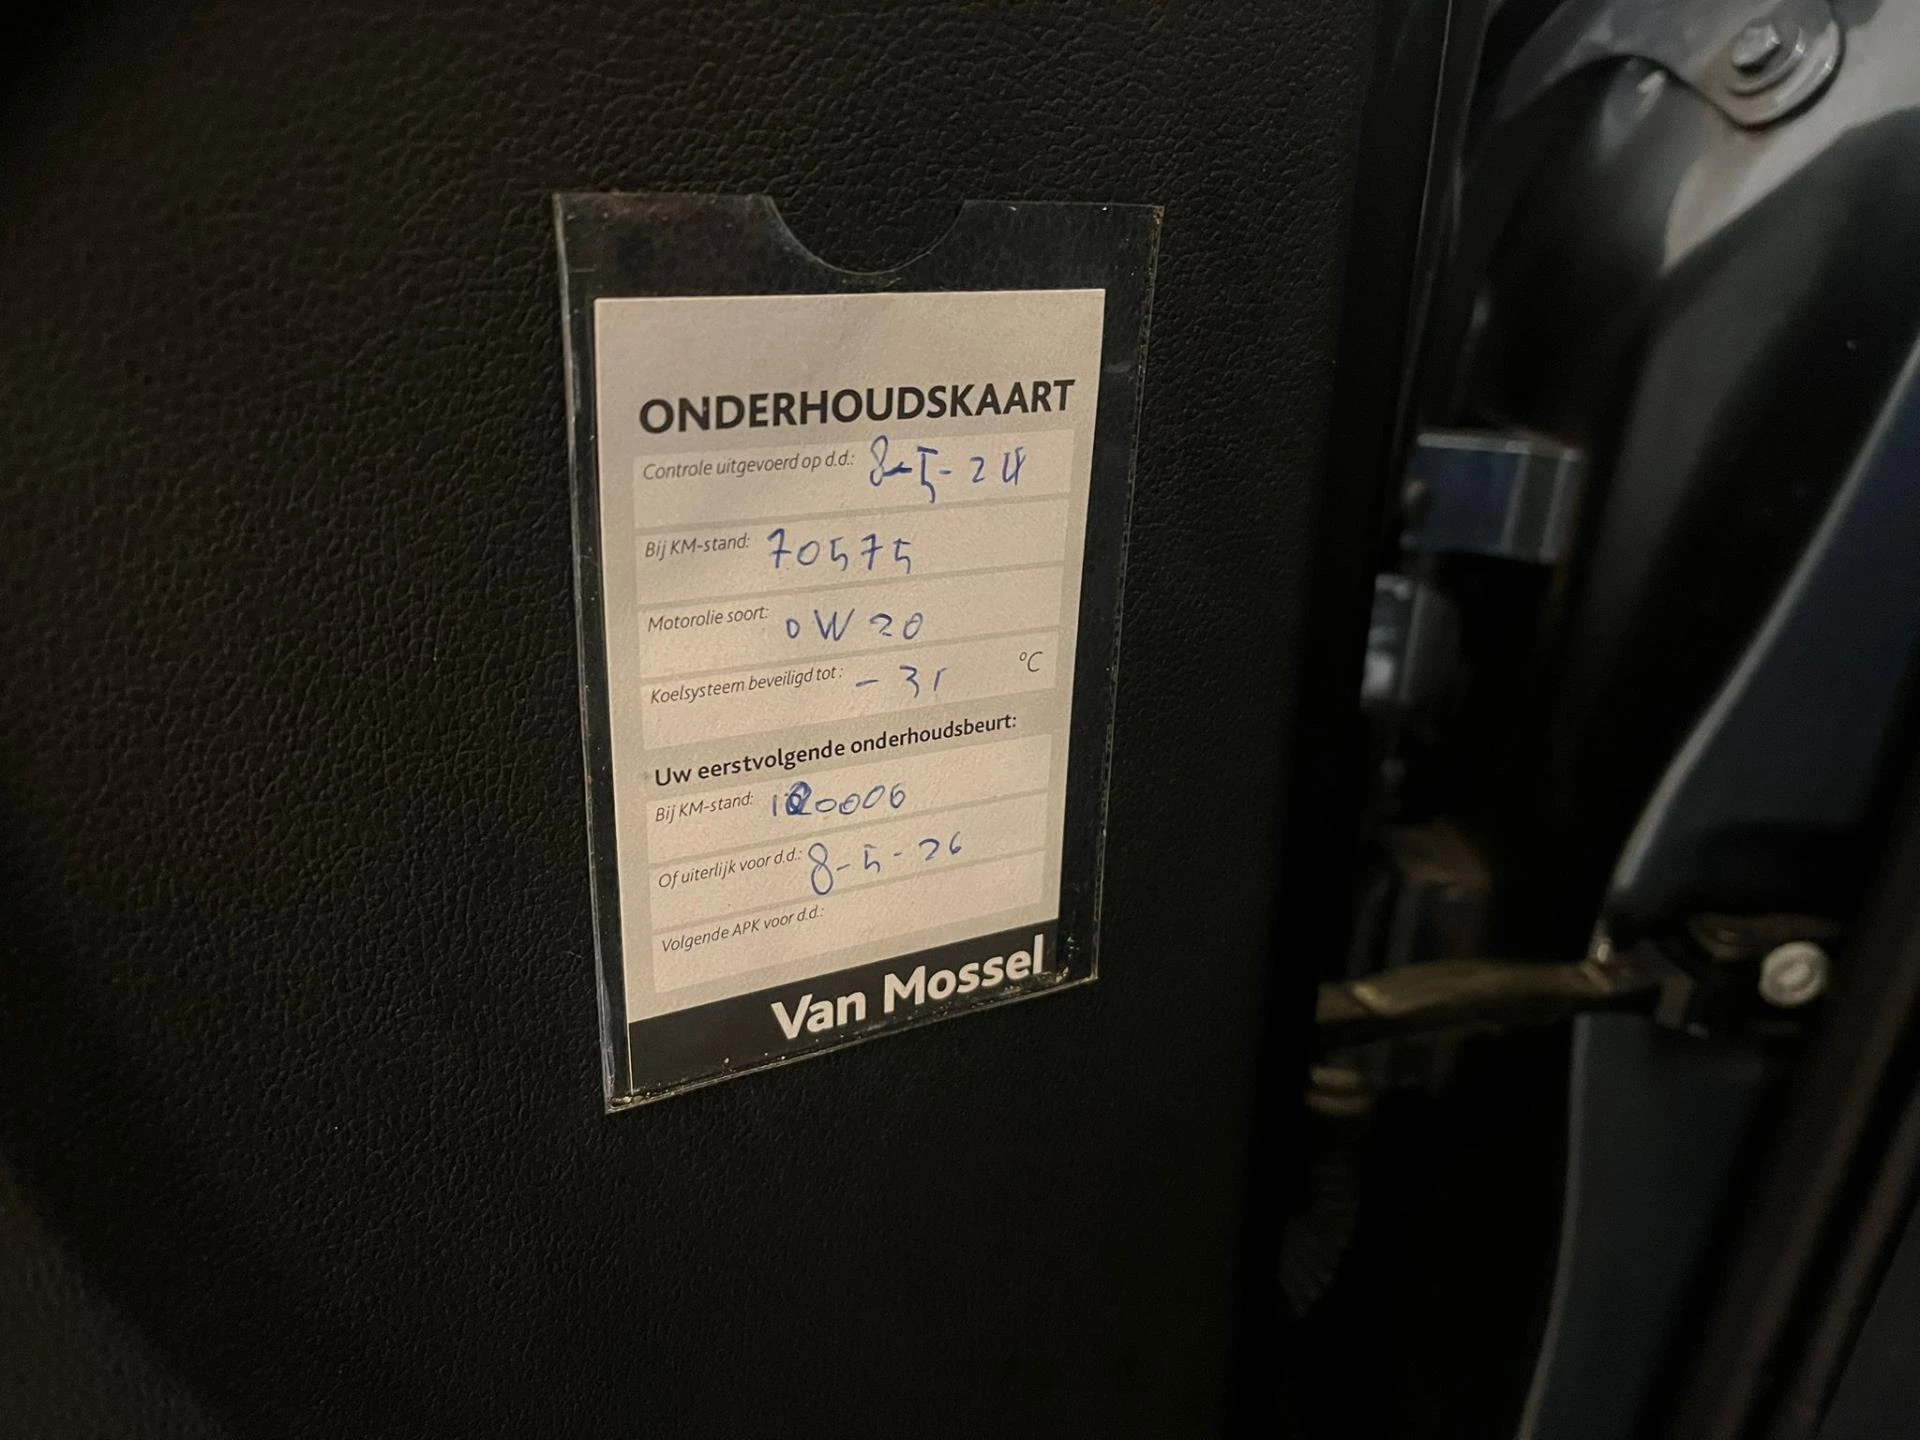 ONDERHOUDSKAART
Controle uitgevoerd op d.d.: 8-5-24
Bij KM-stand: 70575
Motorolie soort: 0W20
Koelsysteem beveiligd tot: -31 °C
Uw eerstvolgende onderhoudsbeurt:
Bij KM-stand:
Of uiterlijk voor d.d.: 8-5-26
Volgende APK voor d.d.:
Van Mossel